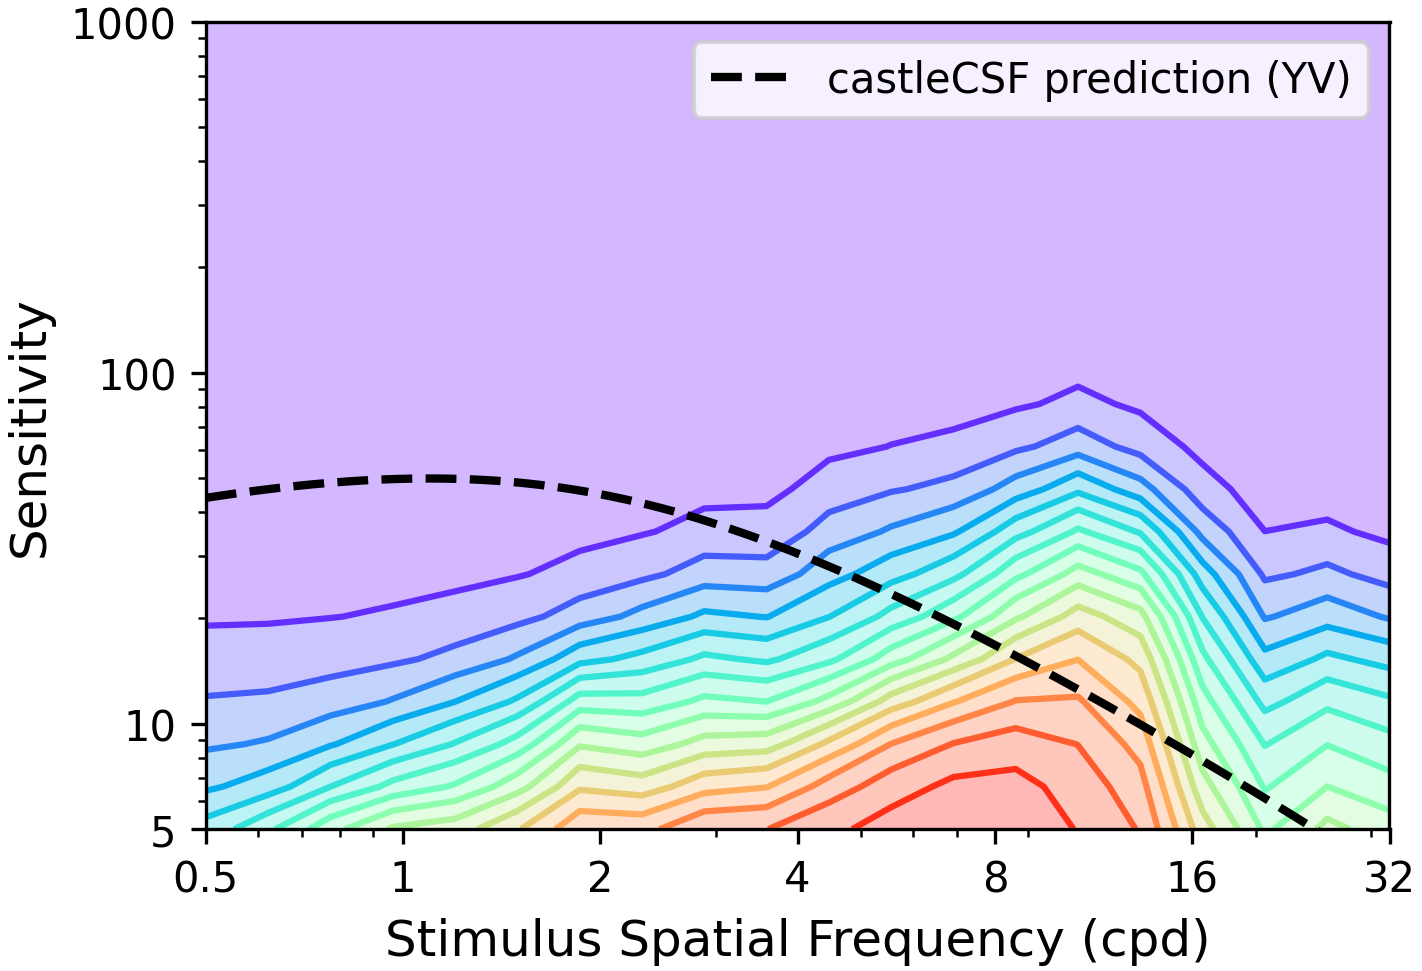 1000
castleCSF prediction (YV)
100
10
5
Sensitivity
0.5 1 2 4 8 16 32
Stimulus Spatial Frequency (cpd)